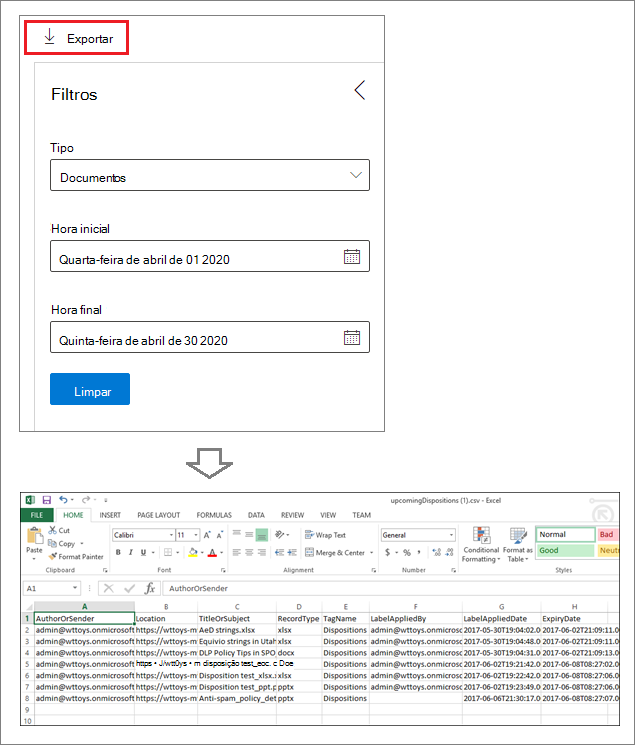 Exportar
Filtros
Tipo
Documentos
Hora inicial
Quarta-feira de abril de 01 2020
Hora final
Quinta-feira de abril de 30 2020
Limpar
upcomingDispositions (1).csv - Excel
FILE HOME INSERT PAGE LAYOUT FORMULAS DATA REVIEW VIEW TEAM
Cut Calibri 11 Wrap Text General Normal Bad
Copy
Paste Format Painter B I U Merge & Center $ % Conditional Formatting Format as Table Good Neutr
Clipboard Font Alignment Number Styles
A1 fx AuthorOrSender
A B C D E F G H
1 AuthorOrSender Location TitleOrSubject RecordType TagName LabelAppliedBy LabelAppliedDate ExpiryDate
2 admin@wttoys.onmicrosoft https://wttoys-m AeD strings.xlsx xlsx Dispositions admin@wttoys.onmicrosc 2017-05-30T19:04:02.0 2017-06-02T21:09:11.0
3 admin@wttoys.onmicrosoft https://wttoys-m Equivio strings in Utah xlsx Dispositions admin@wttoys.onmicrosc 2017-05-30T19:04:48.0 2017-06-02T21:09:11.0
4 admin@wttoys.onmicrosoft https://wttoys-m DLP Policy Tips in SPO docx Dispositions admin@wttoys.onmicrosc 2017-05-30T19:04:31.0 2017-06-02T21:09:13.0
5 admin@wttoys.onmicrosoft https • J/wtt0ys • m disposição test_eoc. c Doe Dispositions admin@wttoys.onmicrosc 2017-06-02T19:21:42.0 2017-06-08T08:27:02.0
6 admin@wttoys.onmicrosoft https://wttoys-m Disposition test_xlsx.x xlsx Dispositions admin@wttoys.onmicrosc 2017-06-02T19:22:42.0 2017-06-08T08:27:06.0
7 admin@wttoys.onmicrosoft https://wttoys-m Disposition test_ppt.p pptx Dispositions admin@wttoys.onmicrosc 2017-06-02T19:23:49.0 2017-06-08T08:27:06.0
8 admin@wttoys.onmicrosoft https://wttoys-m Anti-spam_policy_det pptx Dispositions 2017-06-06T21:30:17.0 2017-06-08T08:27:06.0
9
10